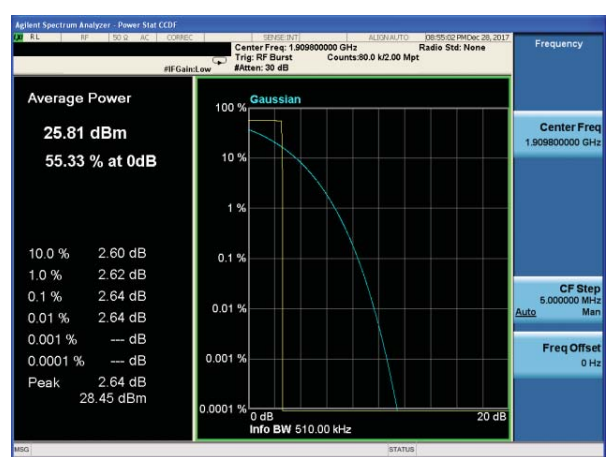 Agilent Spectrum Analyzer - Power Stat CCDF
RL RF 50 Ω AC CORREC SENSE:INT ALIGN AUTO 08:55:02 PM Dec 28, 2017
Center Freq: 1.909800000 GHz Radio Std: None
Trig: RF Burst Counts:80.0 k/2.00 Mpt
#IFGain:Low #Atten: 30 dB
Frequency
Average Power
25.81 dBm
55.33 % at 0dB
10.0 % 2.60 dB
1.0 % 2.62 dB
0.1 % 2.64 dB
0.01 % 2.64 dB
0.001 % --- dB
0.0001 % --- dB
Peak 2.64 dB
28.45 dBm
Gaussian
100 %
10 %
1 %
0.1 %
0.01 %
0.001 %
0.0001 %
0 dB 20 dB
Info BW 510.00 kHz
Center Freq
1.909800000 GHz
CF Step
5.000000 MHz
Auto Man
Freq Offset
0 Hz
MSG STATUS